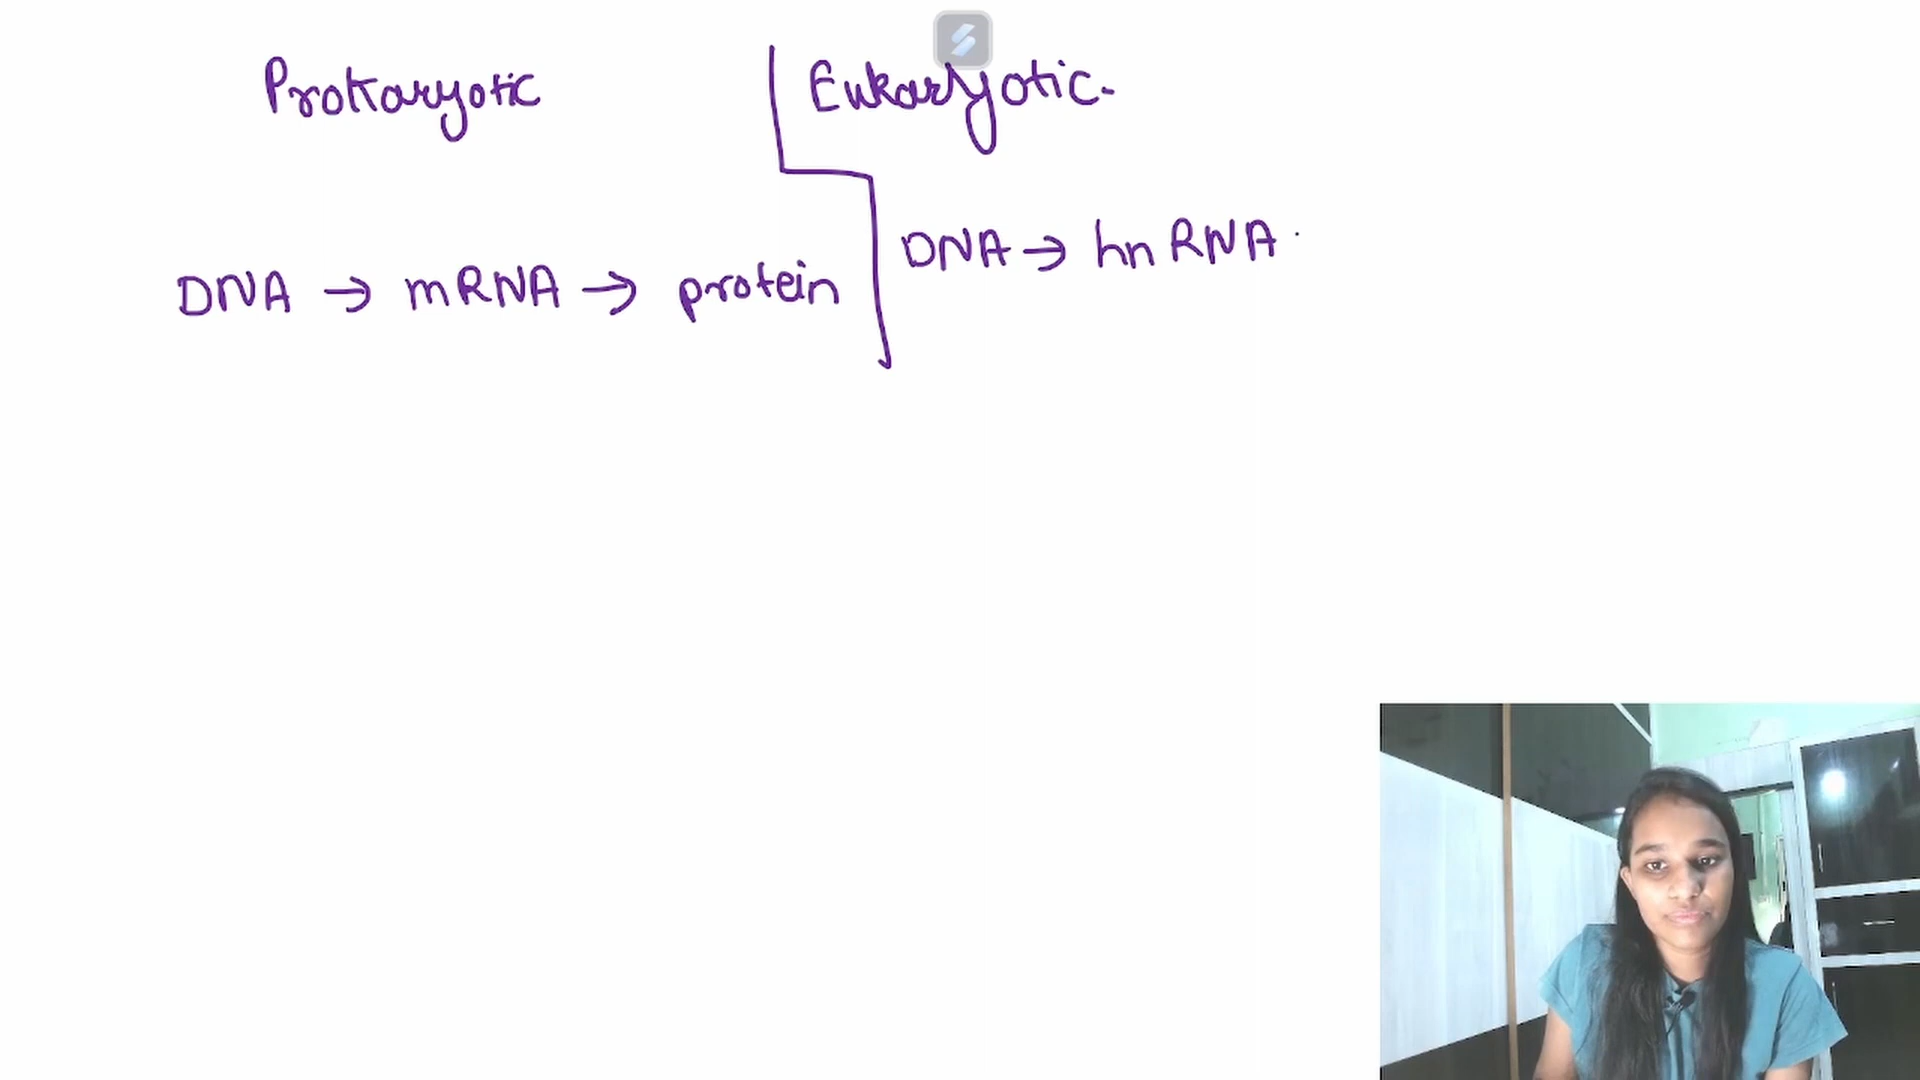 Prokaryotic
Eukaryotic.
DNA → hnRNA
DNA → mRNA → protein